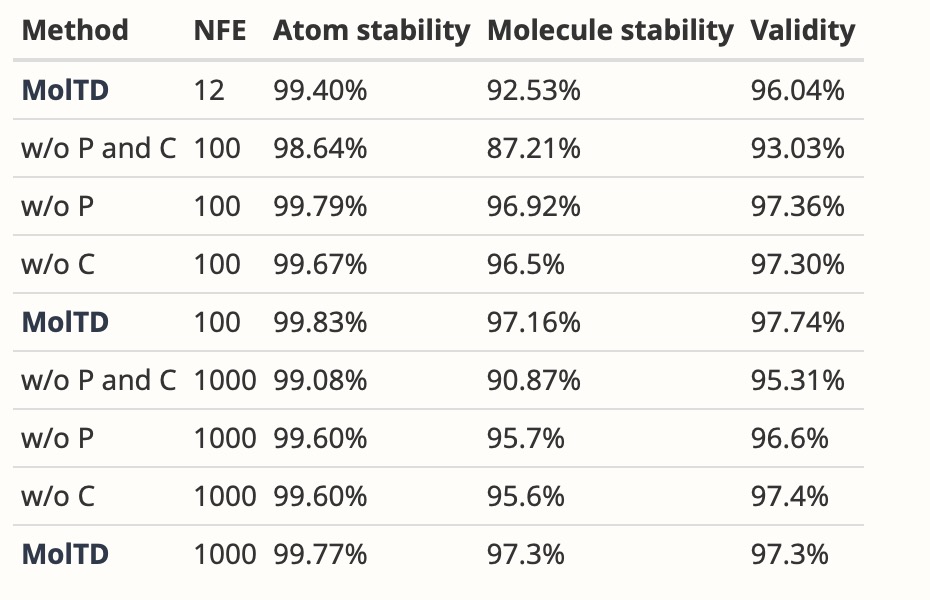 Method NFE Atom stability Molecule stability Validity
MolTD 12 99.40% 92.53% 96.04%
w/o P and C 100 98.64% 87.21% 93.03%
w/o P 100 99.79% 96.92% 97.36%
w/o C 100 99.67% 96.5% 97.30%
MolTD 100 99.83% 97.16% 97.74%
w/o P and C 1000 99.08% 90.87% 95.31%
w/o P 1000 99.60% 95.7% 96.6%
w/o C 1000 99.60% 95.6% 97.4%
MolTD 1000 99.77% 97.3% 97.3%